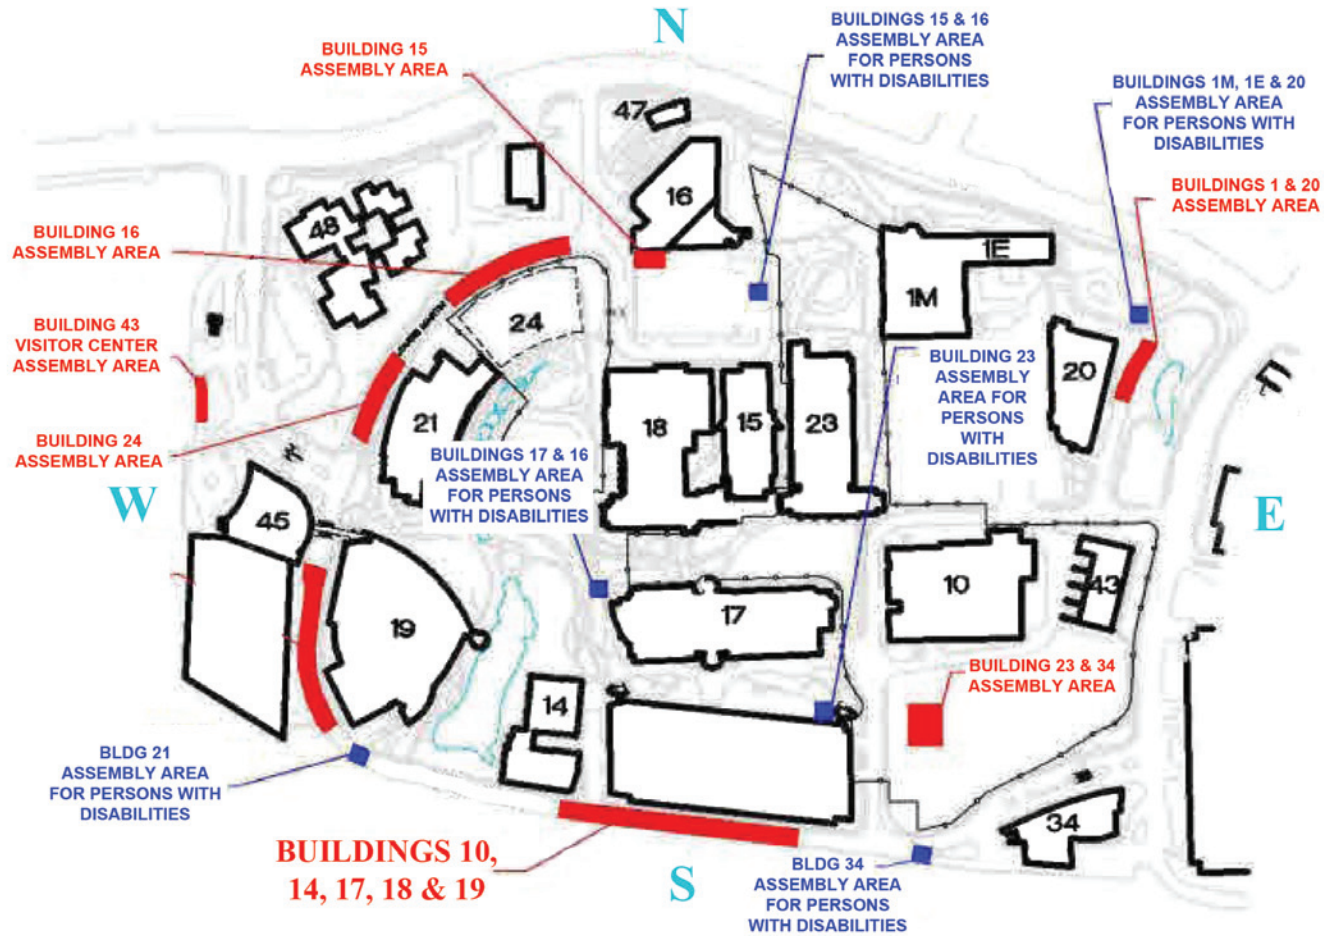 N
BUILDINGS 15 & 16
ASSEMBLY AREA
FOR PERSONS
WITH DISABILITIES
BUILDING 15
ASSEMBLY AREA
BUILDINGS 1M, 1E & 20
ASSEMBLY AREA
FOR PERSONS WITH
DISABILITIES
47
BUILDINGS 1 & 20
ASSEMBLY AREA
16
48
BUILDING 16
ASSEMBLY AREA
1E
1M
24
BUILDING 43
VISITOR CENTER
ASSEMBLY AREA
BUILDING 23
ASSEMBLY
AREA FOR
PERSONS
WITH
DISABILITIES
20
21
18
15
23
BUILDING 24
ASSEMBLY AREA
BUILDINGS 17 & 16
ASSEMBLY AREA
FOR PERSONS
WITH DISABILITIES
W
E
45
10
43
17
19
BUILDING 23 & 34
ASSEMBLY AREA
14
BLDG 21
ASSEMBLY AREA
FOR PERSONS WITH
DISABILITIES
34
BUILDINGS 10,
14, 17, 18 & 19
S
BLDG 34
ASSEMBLY AREA
FOR PERSONS
WITH DISABILITIES